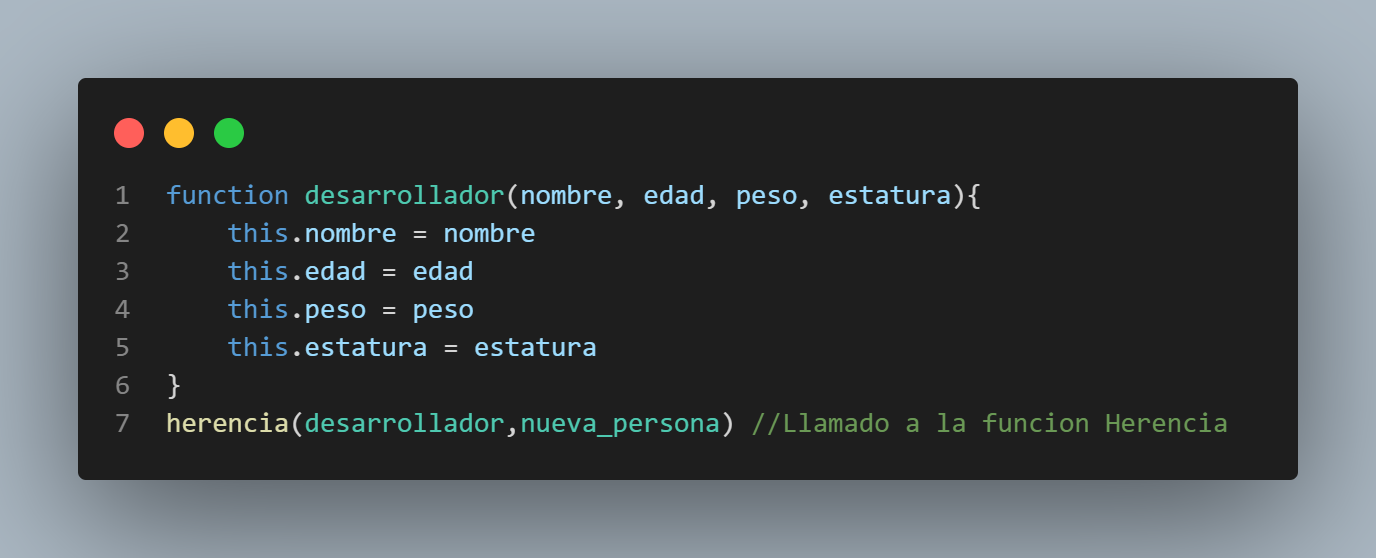 1 function desarrollador(nombre, edad, peso, estatura){
2     this.nombre = nombre
3     this.edad = edad
4     this.peso = peso
5     this.estatura = estatura
6 }
7 herencia(desarrollador,nueva_persona) //Llamado a la funcion Herencia